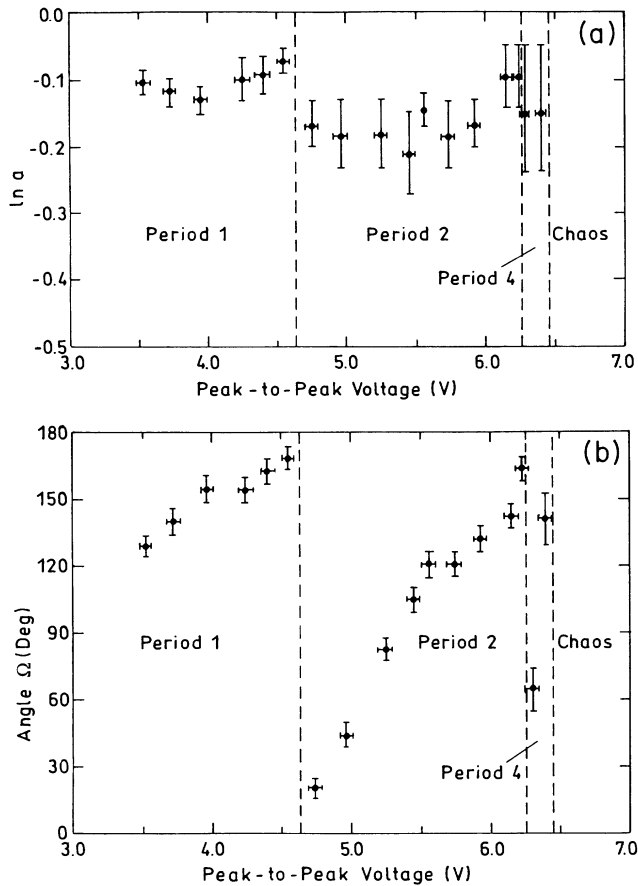 (a)
0.0
-0.1
-0.2
-0.3
-0.4
-0.5
ln a
Period 1
Period 2
Chaos
Period 4
3.0 4.0 5.0 6.0 7.0
Peak-to-Peak Voltage (V)
(b)
180
150
120
90
60
30
0
Angle Ω (Deg)
Period 1
Period 2
Chaos
Period 4
3.0 4.0 5.0 6.0 7.0
Peak-to-Peak Voltage (V)